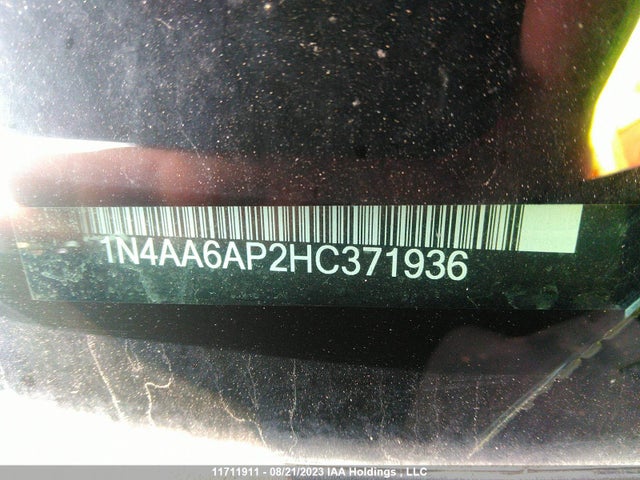 1N4AA6AP2HC371936
11711911 - 08/21/2023 IAA Holdings , LLC